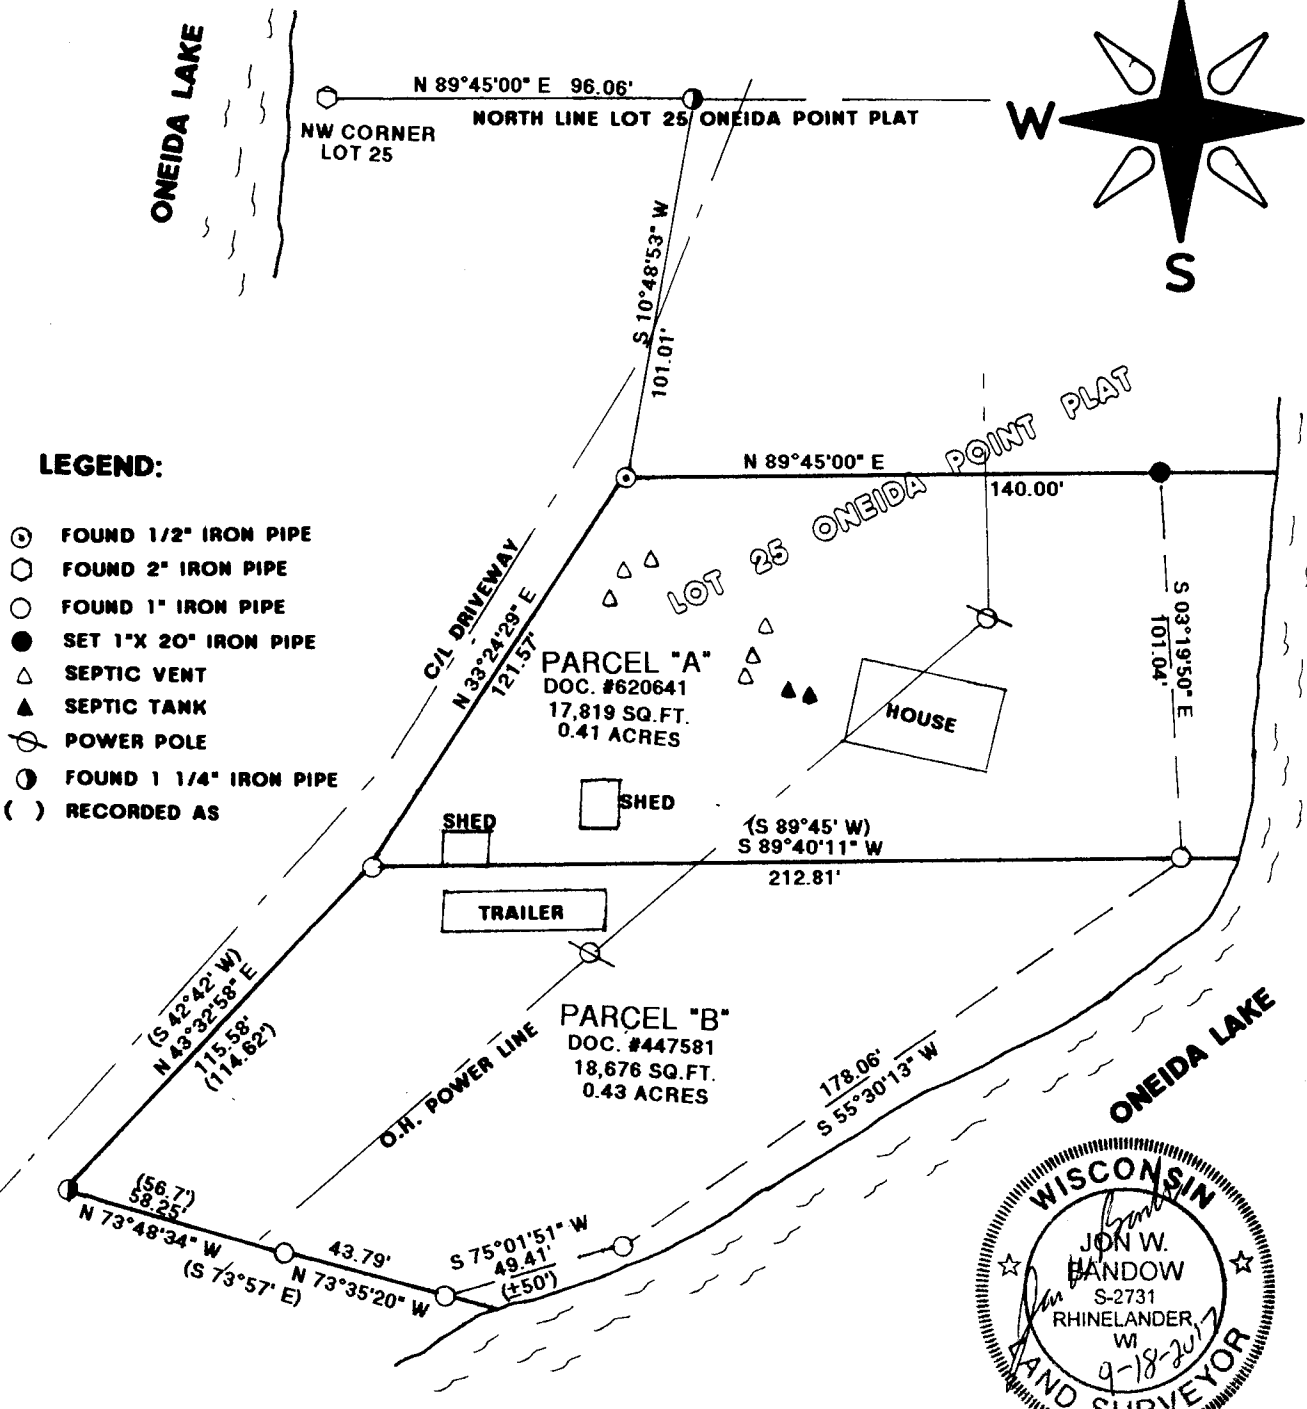 ONEIDA LAKE
N 89°45'00" E 96.06'
NORTH LINE LOT 25 ONEIDA POINT PLAT
NW CORNER
LOT 25
W
S
S 10°48'53" W
101.01'
LEGEND:
FOUND 1/2" IRON PIPE
FOUND 2" IRON PIPE
FOUND 1" IRON PIPE
SET 1"X 20" IRON PIPE
SEPTIC VENT
SEPTIC TANK
POWER POLE
FOUND 1 1/4" IRON PIPE
( ) RECORDED AS
N 89°45'00" E
140.00'
LOT 25 ONEIDA POINT PLAT
C/L DRIVEWAY
N 33°24'29" E
121.57'
PARCEL "A"
DOC. #620641
17,819 SQ.FT.
0.41 ACRES
HOUSE
S 03°19'50" E
101.04'
SHED
SHED
(S 89°45' W)
S 89°40'11" W
212.81'
TRAILER
(S 42°42' W)
N 43°32'58" E
115.58'
(114.62')
O.H. POWER LINE
PARCEL "B"
DOC. #447581
18,676 SQ.FT.
0.43 ACRES
178.06'
S 55°30'13" W
ONEIDA LAKE
(56.7')
58.25'
N 73°48'34" W
(S 73°57' E)
43.79'
N 73°35'20" W
S 75°01'51" W
49.41'
(±50')
WISCONSIN
JON W.
BANDOW
S-2731
RHINELANDER
WI
9-18-2017
LAND SURVEYOR